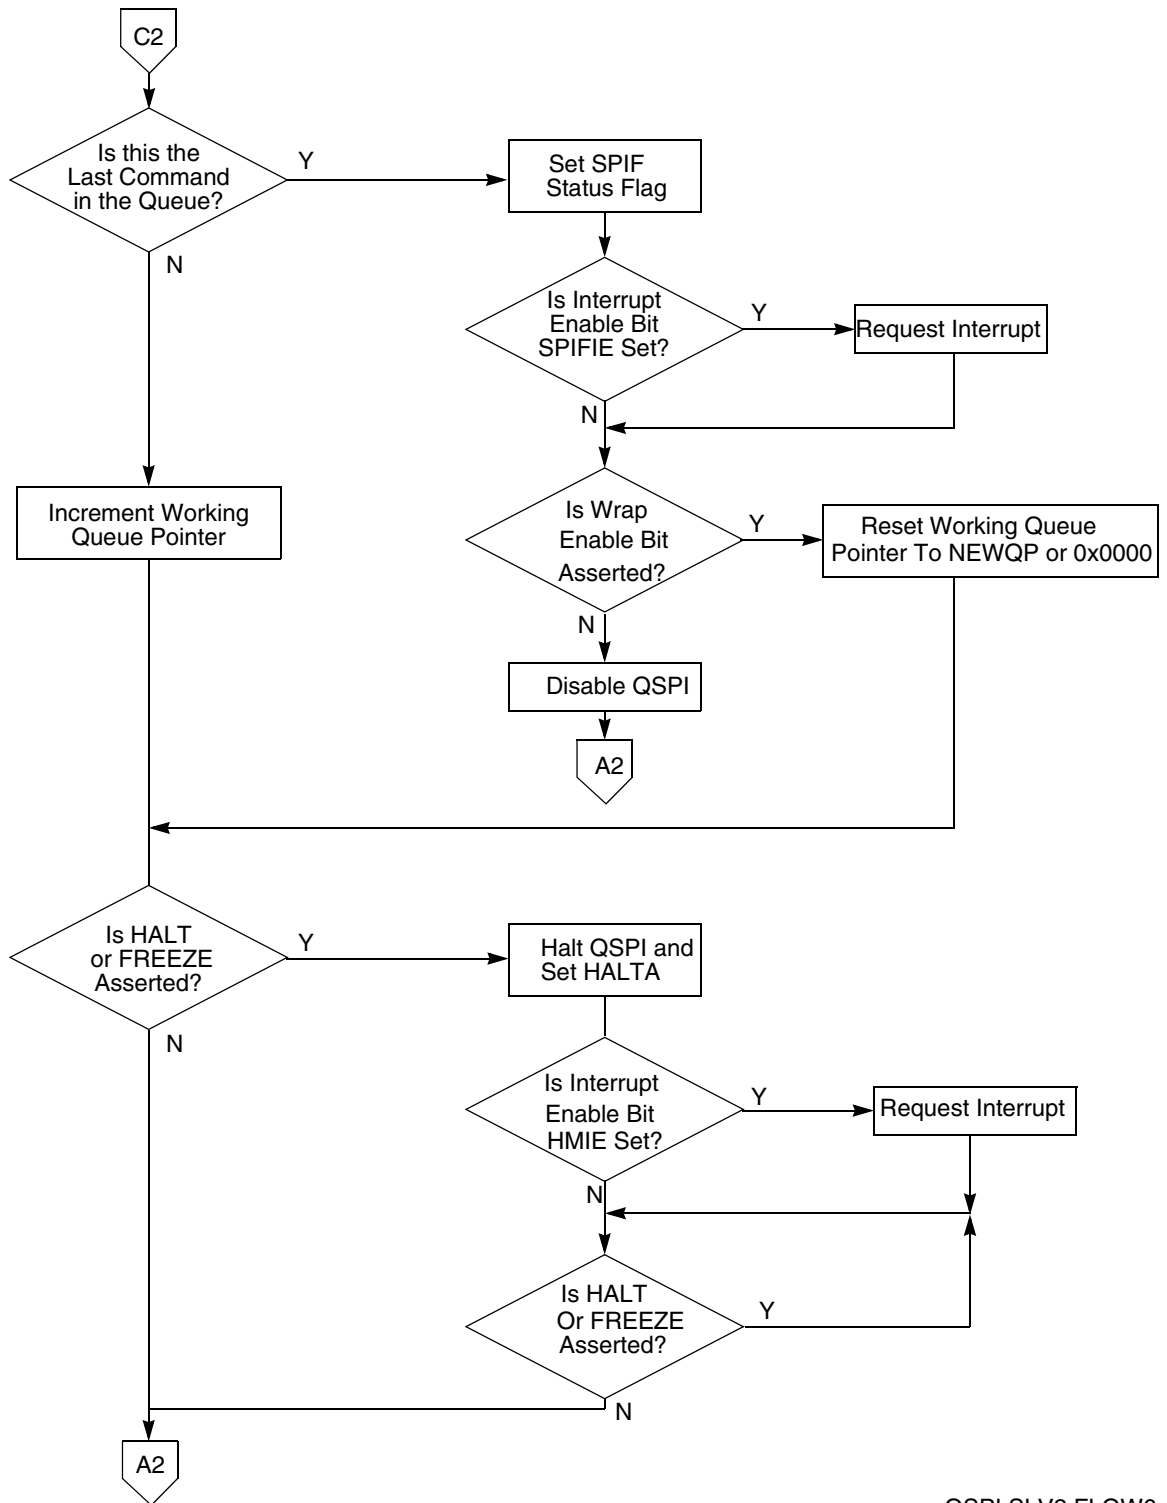 C2
Is this the
Last Command
in the Queue?
Y
Set SPIF
Status Flag
N
Is Interrupt
Enable Bit
SPIFIE Set?
Y
Request Interrupt
N
Increment Working
Queue Pointer
Is Wrap
Enable Bit
Asserted?
Y
Reset Working Queue
Pointer To NEWQP or 0x0000
N
Disable QSPI
A2
Is HALT
or FREEZE
Asserted?
Y
Halt QSPI and
Set HALTA
N
Is Interrupt
Enable Bit
HMIE Set?
Y
Request Interrupt
N
Is HALT
Or FREEZE
Asserted?
Y
N
A2